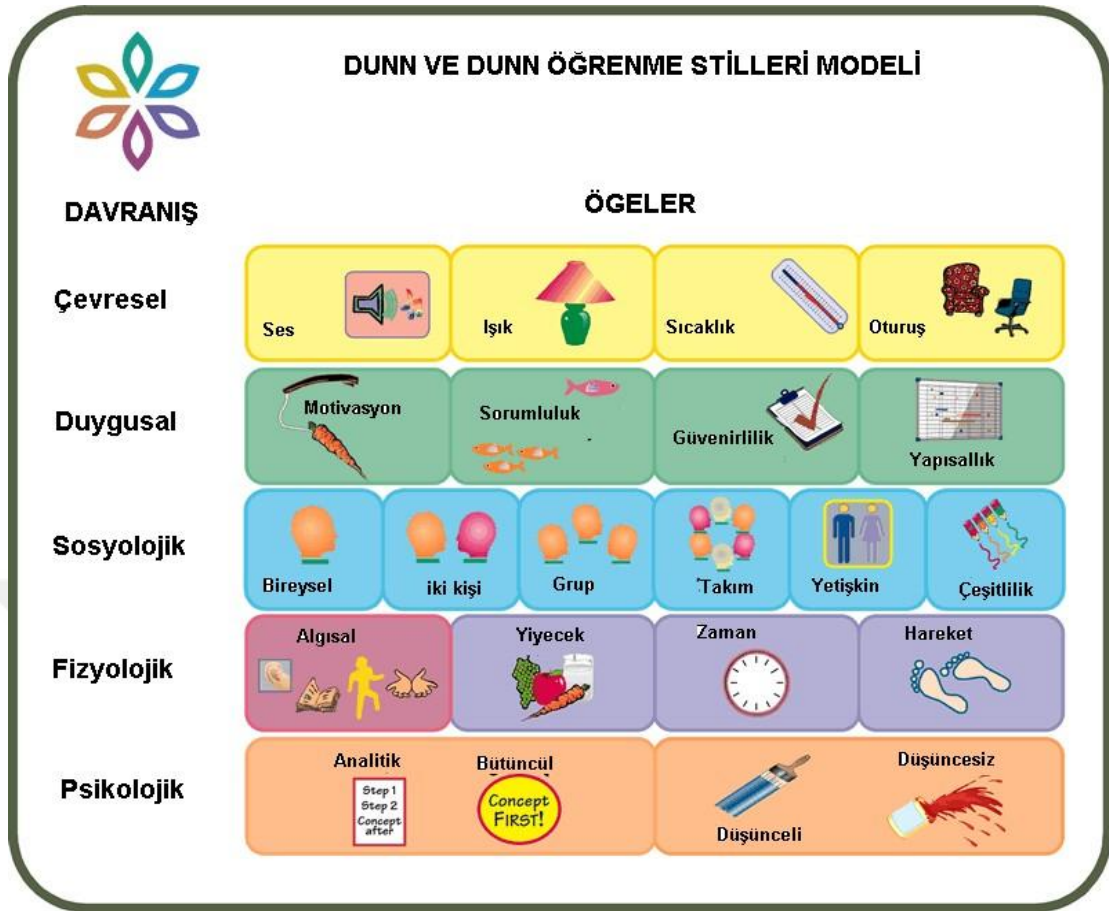 DUNN VE DUNN ÖĞRENME STİLLERİ MODELİ
DAVRANIŞ
ÖGELER
Çevresel
Ses
Işık
Sıcaklık
Oturuş
Duygusal
Motivasyon
Sorumluluk
Güvenirlilik
Yapısallık
Sosyolojik
Bireysel
iki kişi
Grup
Takım
Yetişkin
Çeşitlilik
Fizyolojik
Algısal
Yiyecek
Zaman
Hareket
Psikolojik
Analitik
Step 1
Step 2
Concept
after
Bütüncül
Concept
FIRST!
Düşünceli
Düşüncesiz